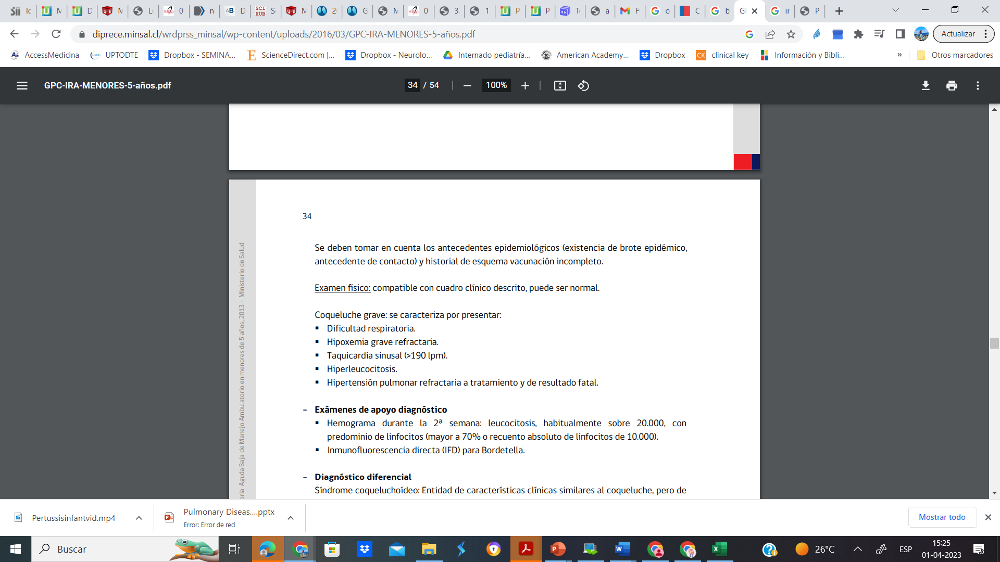 diprece.minsal.cl/wrdprss_minsal/wp-content/uploads/2016/03/GPC-IRA-MENORES-5-años.pdf
Actualizar
AccessMedicina
UPTODTE
Dropbox - SEMINA...
ScienceDirect.com |...
Dropbox - Neurolo...
Internado pediatría...
American Academy...
Dropbox
CK clinical key
Información y Bibli...
»
Otros marcadores
GPC-IRA-MENORES-5-años.pdf
34 / 54
100%
34
Se deben tomar en cuenta los antecedentes epidemiológicos (existencia de brote epidémico,
antecedente de contacto) y historial de esquema vacunación incompleto.
Examen físico: compatible con cuadro clínico descrito, puede ser normal.
Coqueluche grave: se caracteriza por presentar:
▪ Dificultad respiratoria.
▪ Hipoxemia grave refractaria.
▪ Taquicardia sinusal (>190 lpm).
▪ Hiperleucocitosis.
▪ Hipertensión pulmonar refractaria a tratamiento y de resultado fatal.
– Exámenes de apoyo diagnóstico
▪ Hemograma durante la 2ª semana: leucocitosis, habitualmente sobre 20.000, con
predominio de linfocitos (mayor a 70% o recuento absoluto de linfocitos de 10.000).
▪ Inmunofluorescencia directa (IFD) para Bordetella.
– Diagnóstico diferencial
Síndrome coqueluchoídeo: Entidad de características clínicas similares al coqueluche, pero de
Aguda Baja de Manejo Ambulatorio en menores de 5 años, 2013 – Ministerio de Salud
Pertussisinfantvid.mp4
Pulmonary Diseas....pptx
Error: Error de red
Mostrar todo
Buscar
26°C
ESP
15:25
01-04-2023